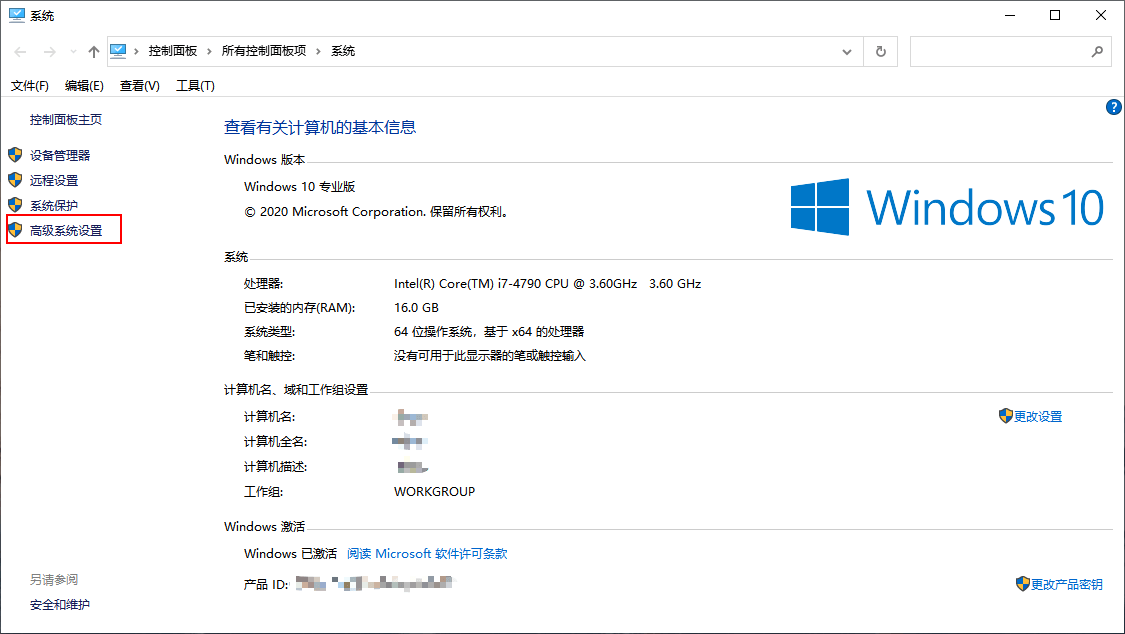 系统
控制面板 › 所有控制面板项 › 系统
文件(F) 编辑(E) 查看(V) 工具(T)
?
控制面板主页
设备管理器
远程设置
系统保护
高级系统设置
查看有关计算机的基本信息
Windows 版本
Windows 10 专业版
© 2020 Microsoft Corporation. 保留所有权利。
Windows 10
系统
处理器: Intel(R) Core(TM) i7-4790 CPU @ 3.60GHz 3.60 GHz
已安装的内存(RAM): 16.0 GB
系统类型: 64 位操作系统，基于 x64 的处理器
笔和触控: 没有可用于此显示器的笔或触控输入
计算机名、域和工作组设置
计算机名: 更改设置
计算机全名:
计算机描述:
工作组: WORKGROUP
Windows 激活
Windows 已激活 阅读 Microsoft 软件许可条款
产品 ID: 更改产品密钥
另请参阅
安全和维护